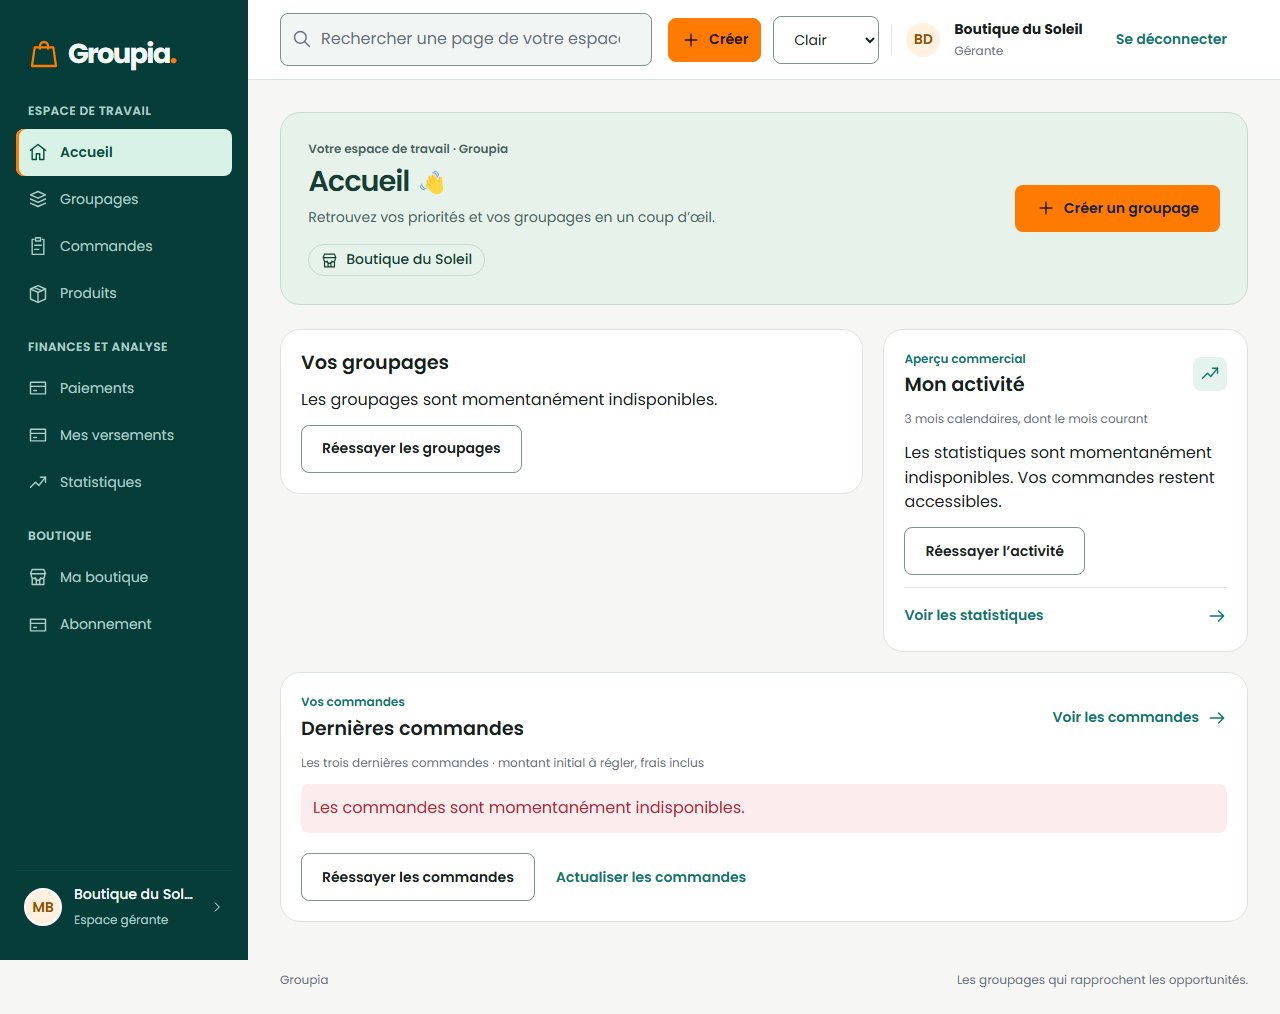 Groupia.
ESPACE DE TRAVAIL
Accueil
Groupages
Commandes
Produits
FINANCES ET ANALYSE
Paiements
Mes versements
Statistiques
BOUTIQUE
Ma boutique
Abonnement
MB
Boutique du Sol...
Espace gérante
Rechercher une page de votre espac
Créer
Clair
BD
Boutique du Soleil
Gérante
Se déconnecter
Votre espace de travail · Groupia
Accueil 👋
Retrouvez vos priorités et vos groupages en un coup d’œil.
Boutique du Soleil
Créer un groupage
Vos groupages
Les groupages sont momentanément indisponibles.
Réessayer les groupages
Aperçu commercial
Mon activité
3 mois calendaires, dont le mois courant
Les statistiques sont momentanément
indisponibles. Vos commandes restent
accessibles.
Réessayer l’activité
Voir les statistiques
Vos commandes
Dernières commandes
Voir les commandes
Les trois dernières commandes · montant initial à régler, frais inclus
Les commandes sont momentanément indisponibles.
Réessayer les commandes
Actualiser les commandes
Groupia
Les groupages qui rapprochent les opportunités.